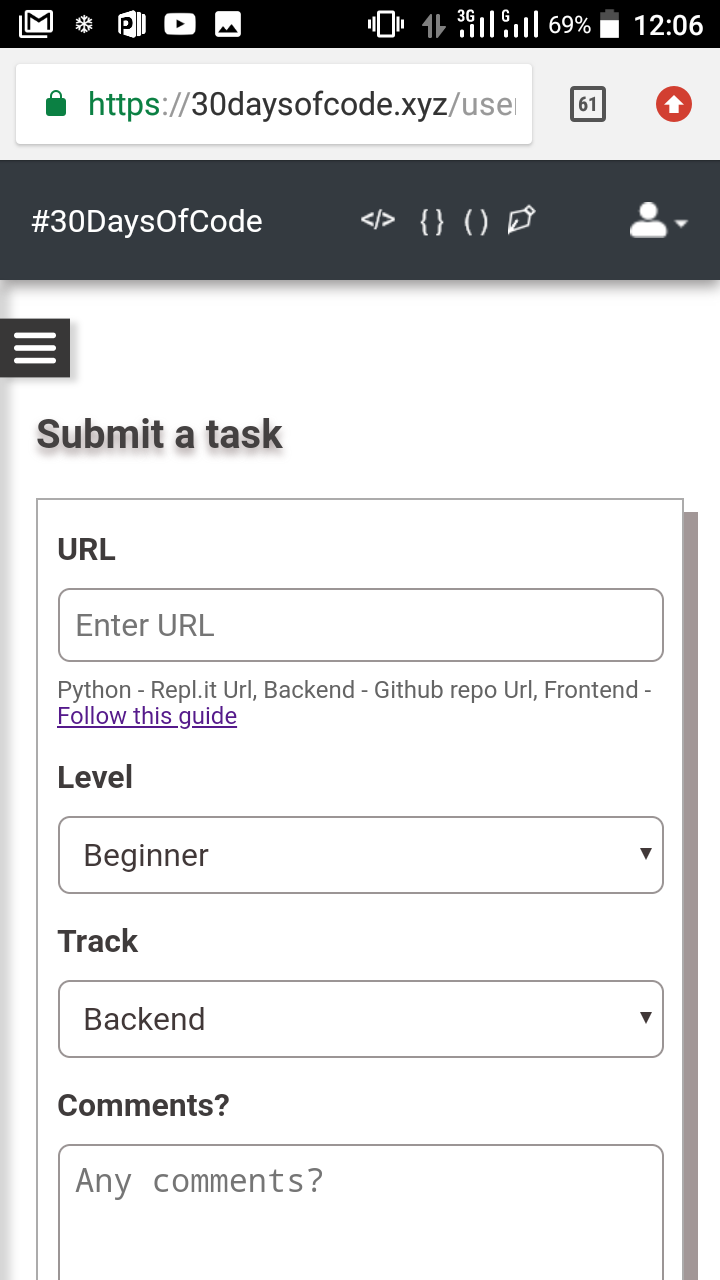 3G G 69% 12:06
https://30daysofcode.xyz/use
61
#30DaysOfCode </> { } ( )
Submit a task
URL
Enter URL
Python - Repl.it Url, Backend - Github repo Url, Frontend -
Follow this guide
Level
Beginner
Track
Backend
Comments?
Any comments?